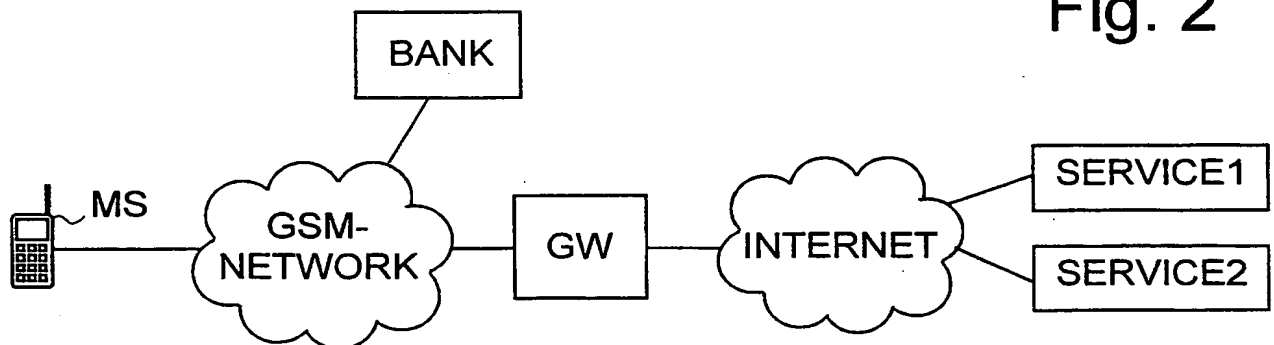 Fig. 2
BANK
MS
GSM-
NETWORK
GW
INTERNET
SERVICE1
SERVICE2